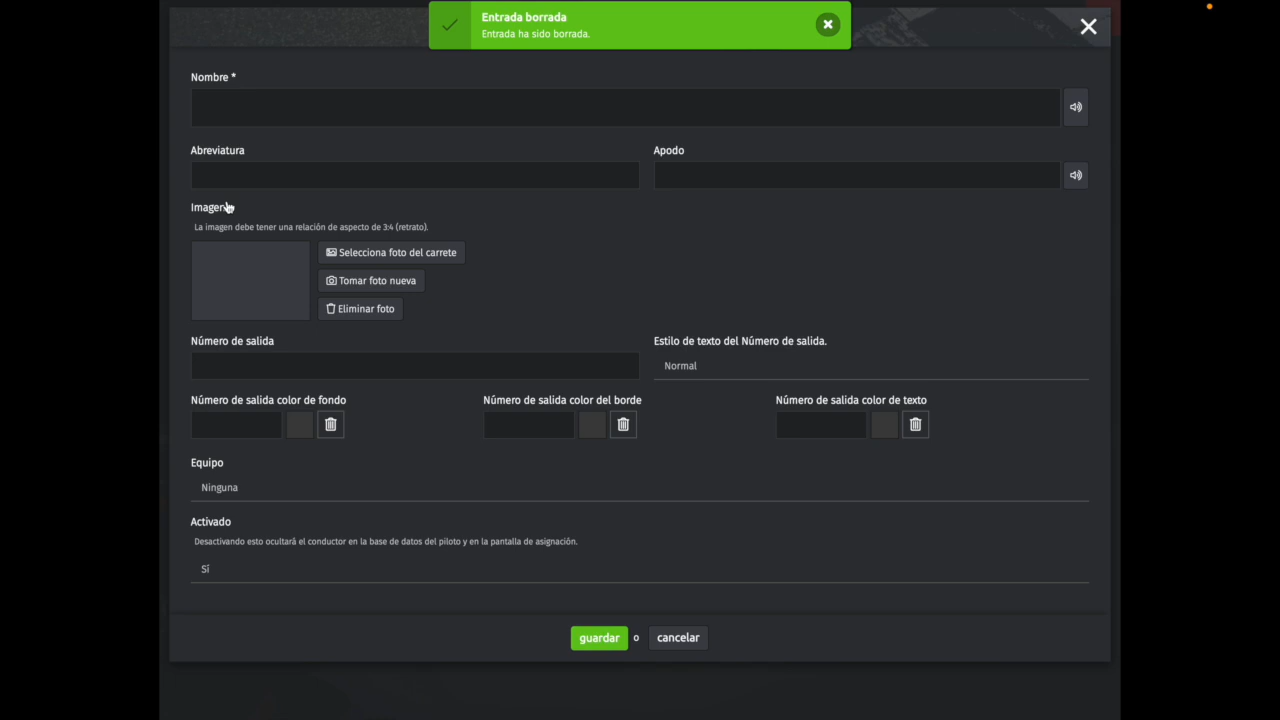 Entrada borrada
Entrada ha sido borrada.
Nombre *
Abreviatura
Apodo
Imagen
La imagen debe tener una relación de aspecto de 3:4 (retrato).
Selecciona foto del carrete
Tomar foto nueva
Eliminar foto
Número de salida
Estilo de texto del Número de salida.
Normal
Número de salida color de fondo
Número de salida color del borde
Número de salida color de texto
Equipo
Ninguna
Activado
Desactivando esto ocultará el conductor en la base de datos del piloto y en la pantalla de asignación.
Sí
guardar o cancelar